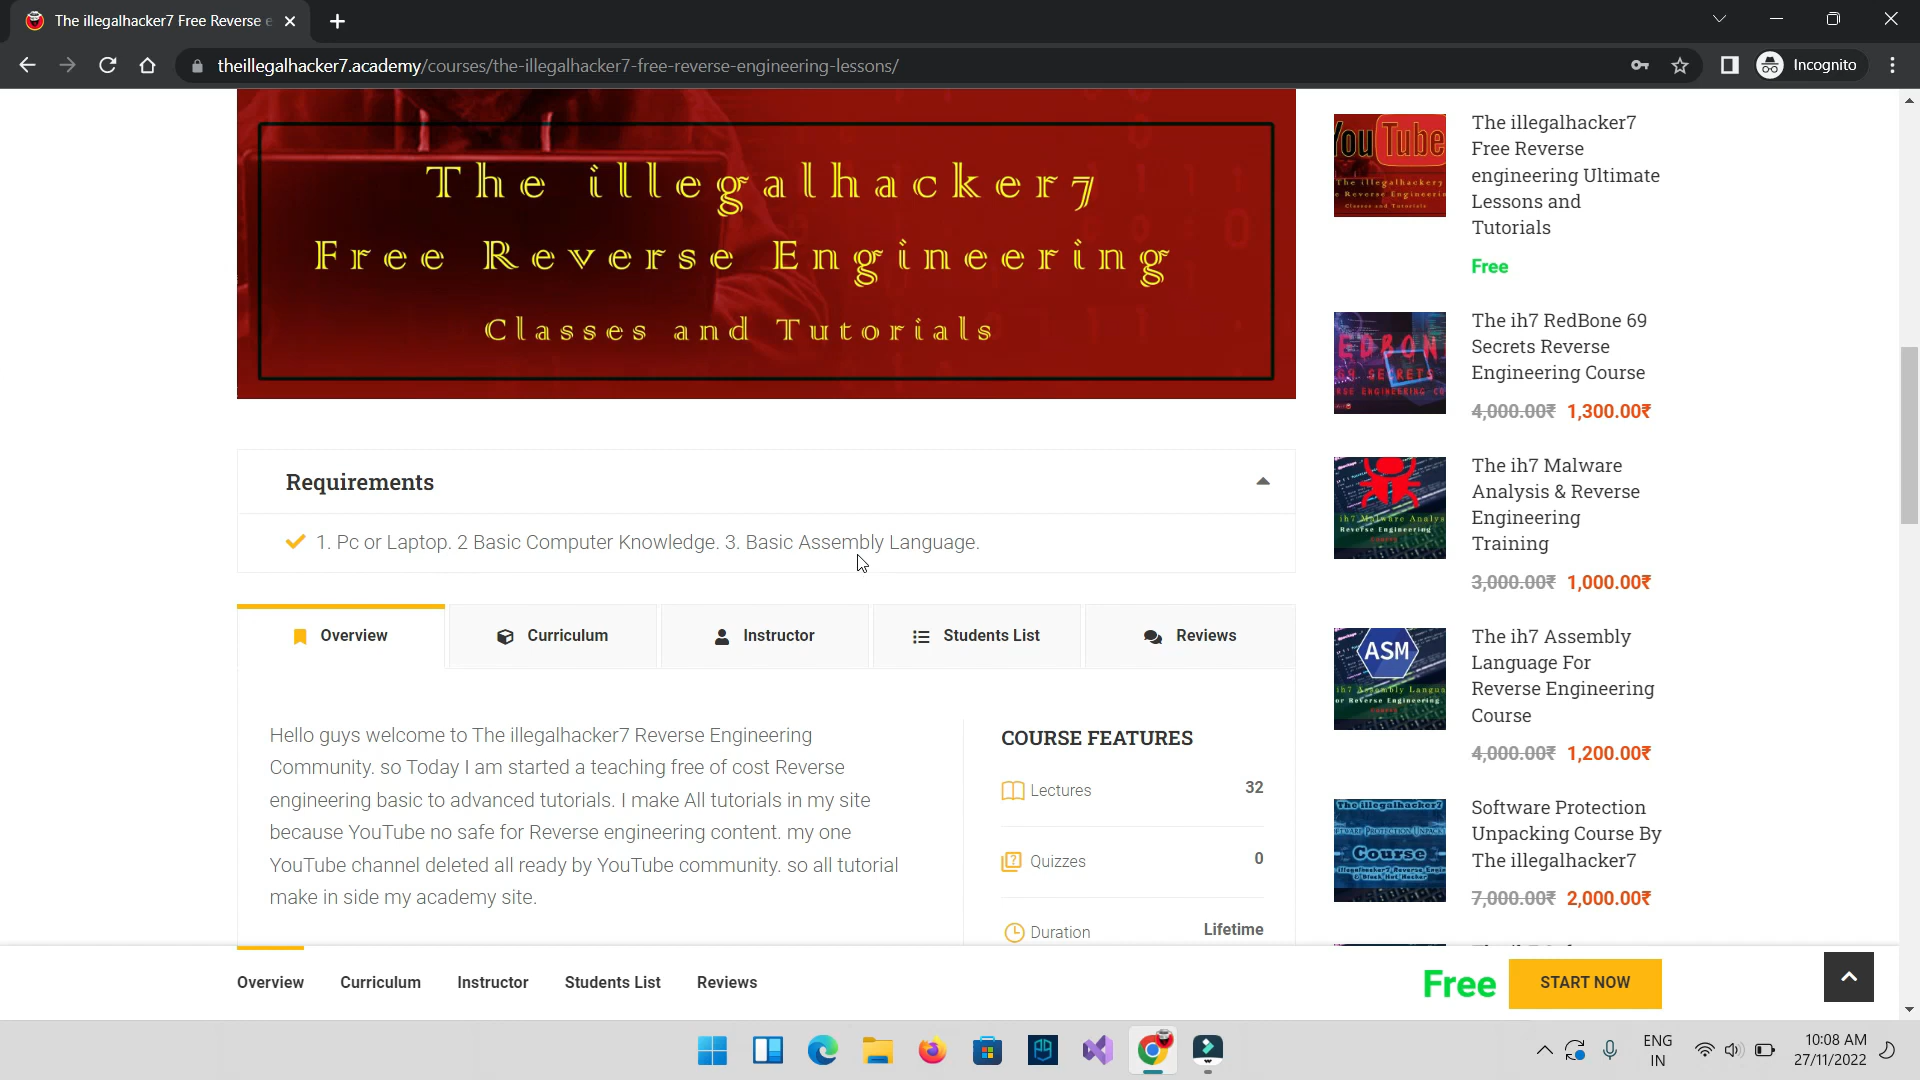 The illegalhacker7 Free Reverse e
theillegalhacker7.academy/courses/the-illegalhacker7-free-reverse-engineering-lessons/
Incognito
The illegalhacker7
Free Reverse Engineering
Classes and Tutorials
Requirements
1. Pc or Laptop. 2 Basic Computer Knowledge. 3. Basic Assembly Language.
Overview
Curriculum
Instructor
Students List
Reviews
Hello guys welcome to The illegalhacker7 Reverse Engineering
Community. so Today I am started a teaching free of cost Reverse
engineering basic to advanced tutorials. I make All tutorials in my site
because YouTube no safe for Reverse engineering content. my one
YouTube channel deleted all ready by YouTube community. so all tutorial
make in side my academy site.
COURSE FEATURES
Lectures 32
Quizzes 0
Duration Lifetime
YouTube
The illegalhacker7
Free Reverse
engineering Ultimate
Lessons and
Tutorials
Free
The ih7 RedBone 69
Secrets Reverse
Engineering Course
4,000.00₹ 1,300.00₹
The ih7 Malware
Analysis & Reverse
Engineering
Training
3,000.00₹ 1,000.00₹
ASM
The ih7 Assembly
Language For
Reverse Engineering
Course
4,000.00₹ 1,200.00₹
Course
Software Protection
Unpacking Course By
The illegalhacker7
7,000.00₹ 2,000.00₹
Overview Curriculum Instructor Students List Reviews
Free START NOW
ENG
IN
10:08 AM
27/11/2022